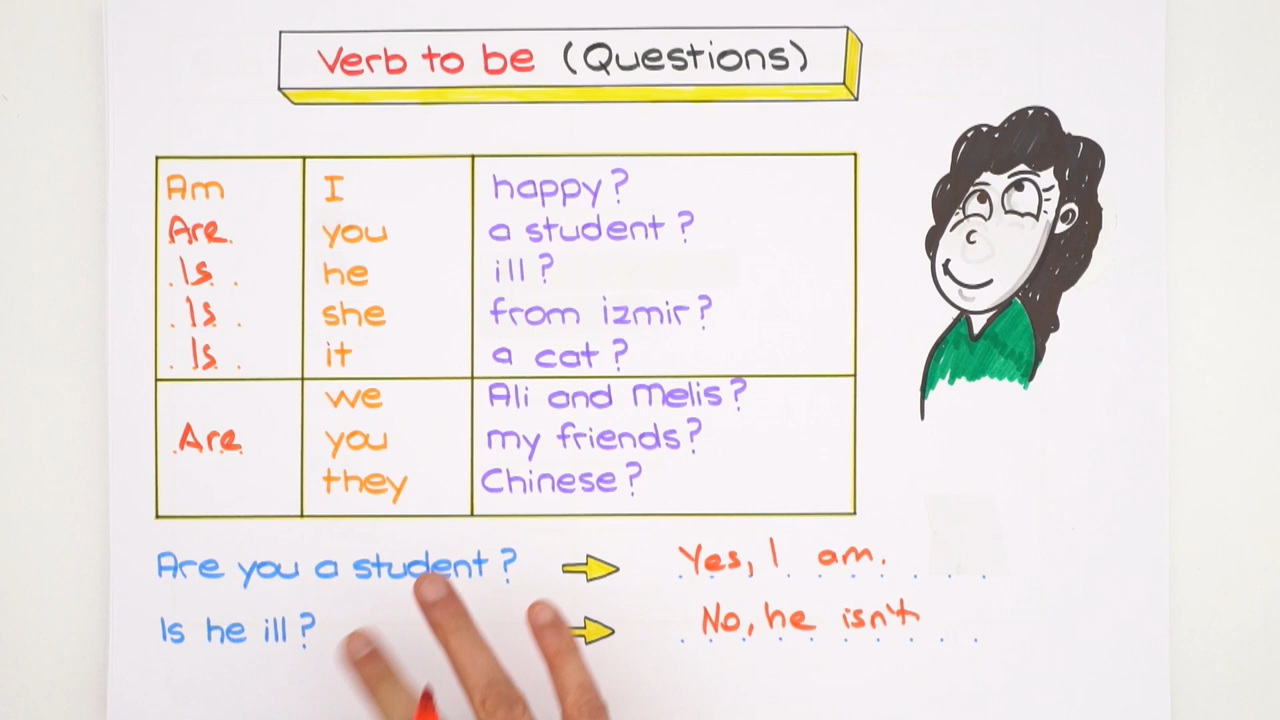 Verb to be (Questions)
Am I happy?
Are you a student?
Is he ill?
Is she from izmir?
Is it a cat?
we Ali and Melis?
Are you my friends?
they Chinese?
Are you a student? Yes, I am.
Is he ill? No, he isn't